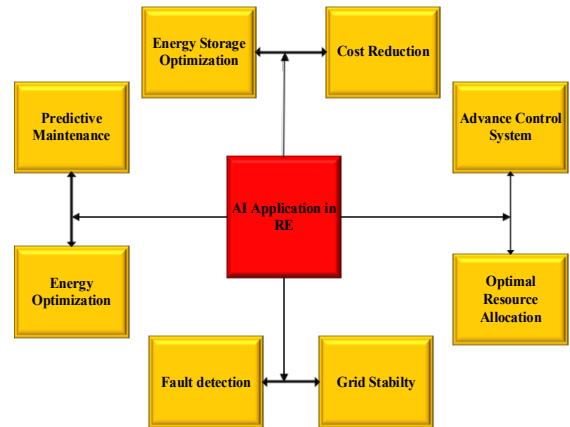 Energy Storage
Optimization
Cost Reduction
Predictive
Maintenance
Advance Control
System
AI Application in
RE
Energy
Optimization
Optimal
Resource
Allocation
Fault detection
Grid Stabilty